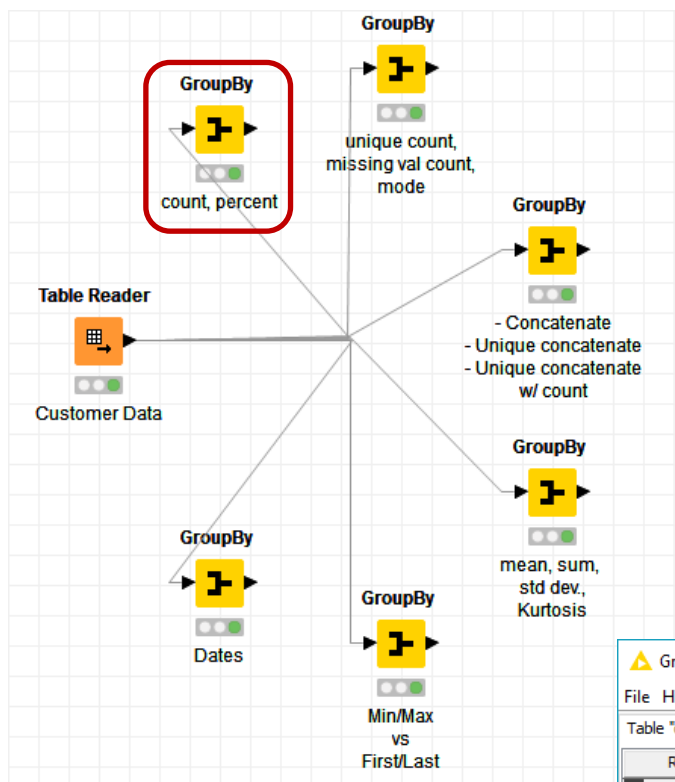 GroupBy
unique count,
missing val count,
mode
GroupBy
count, percent
GroupBy
- Concatenate
- Unique concatenate
- Unique concatenate
w/ count
Table Reader
Customer Data
GroupBy
mean, sum,
std dev.,
Kurtosis
GroupBy
Dates
GroupBy
Min/Max
vs
First/Last
Gr
File H
Table "
R